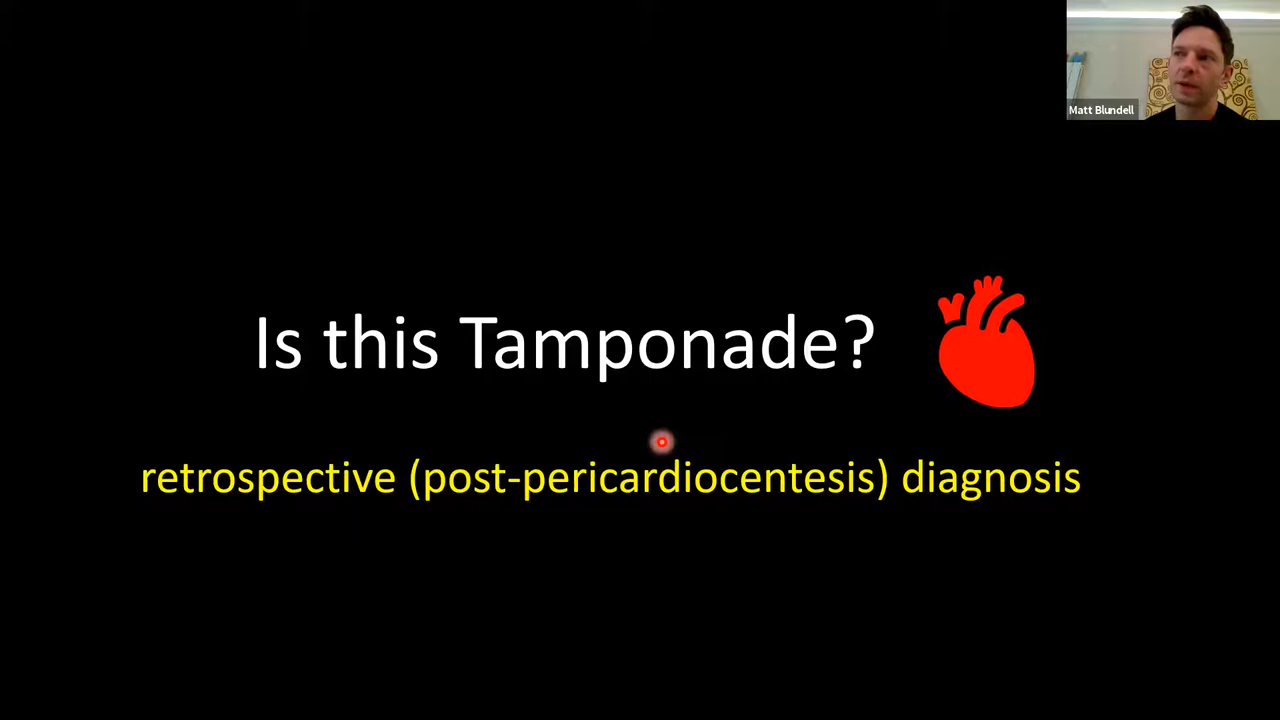 Matt Blundell
Is this Tamponade?
retrospective (post-pericardiocentesis) diagnosis